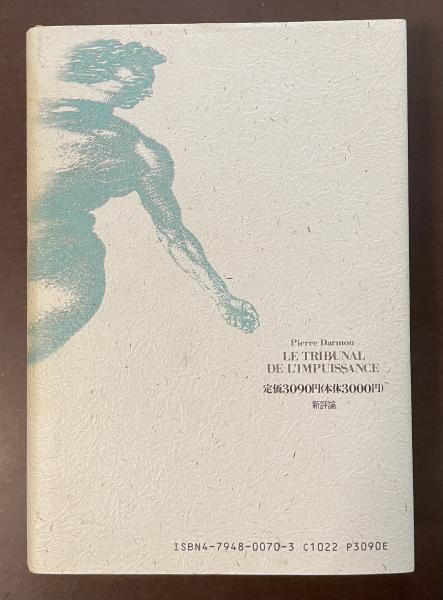 Pierre Darmon
LE TRIBUNAL
DE L'IMPUISSANCE
定価3090円(本体3000円)
新評論
ISBN4-7948-0070-3 C1022 P3090E